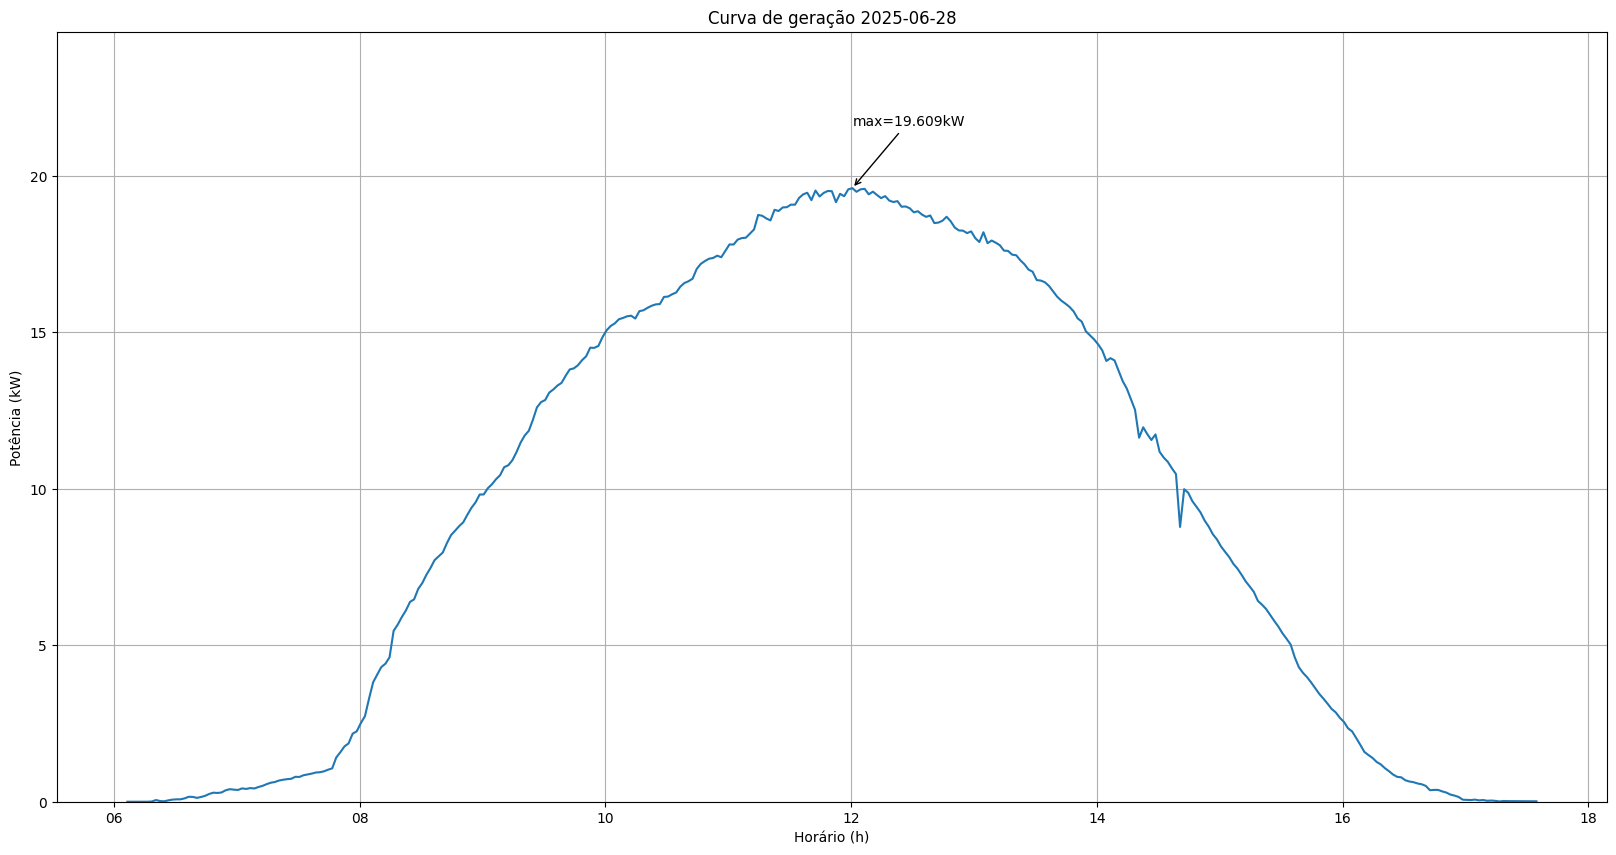 Curva de geração 2025-06-28
max=19.609kW
20
15
10
5
0
Potência (kW)
06 08 10 12 14 16 18
Horário (h)